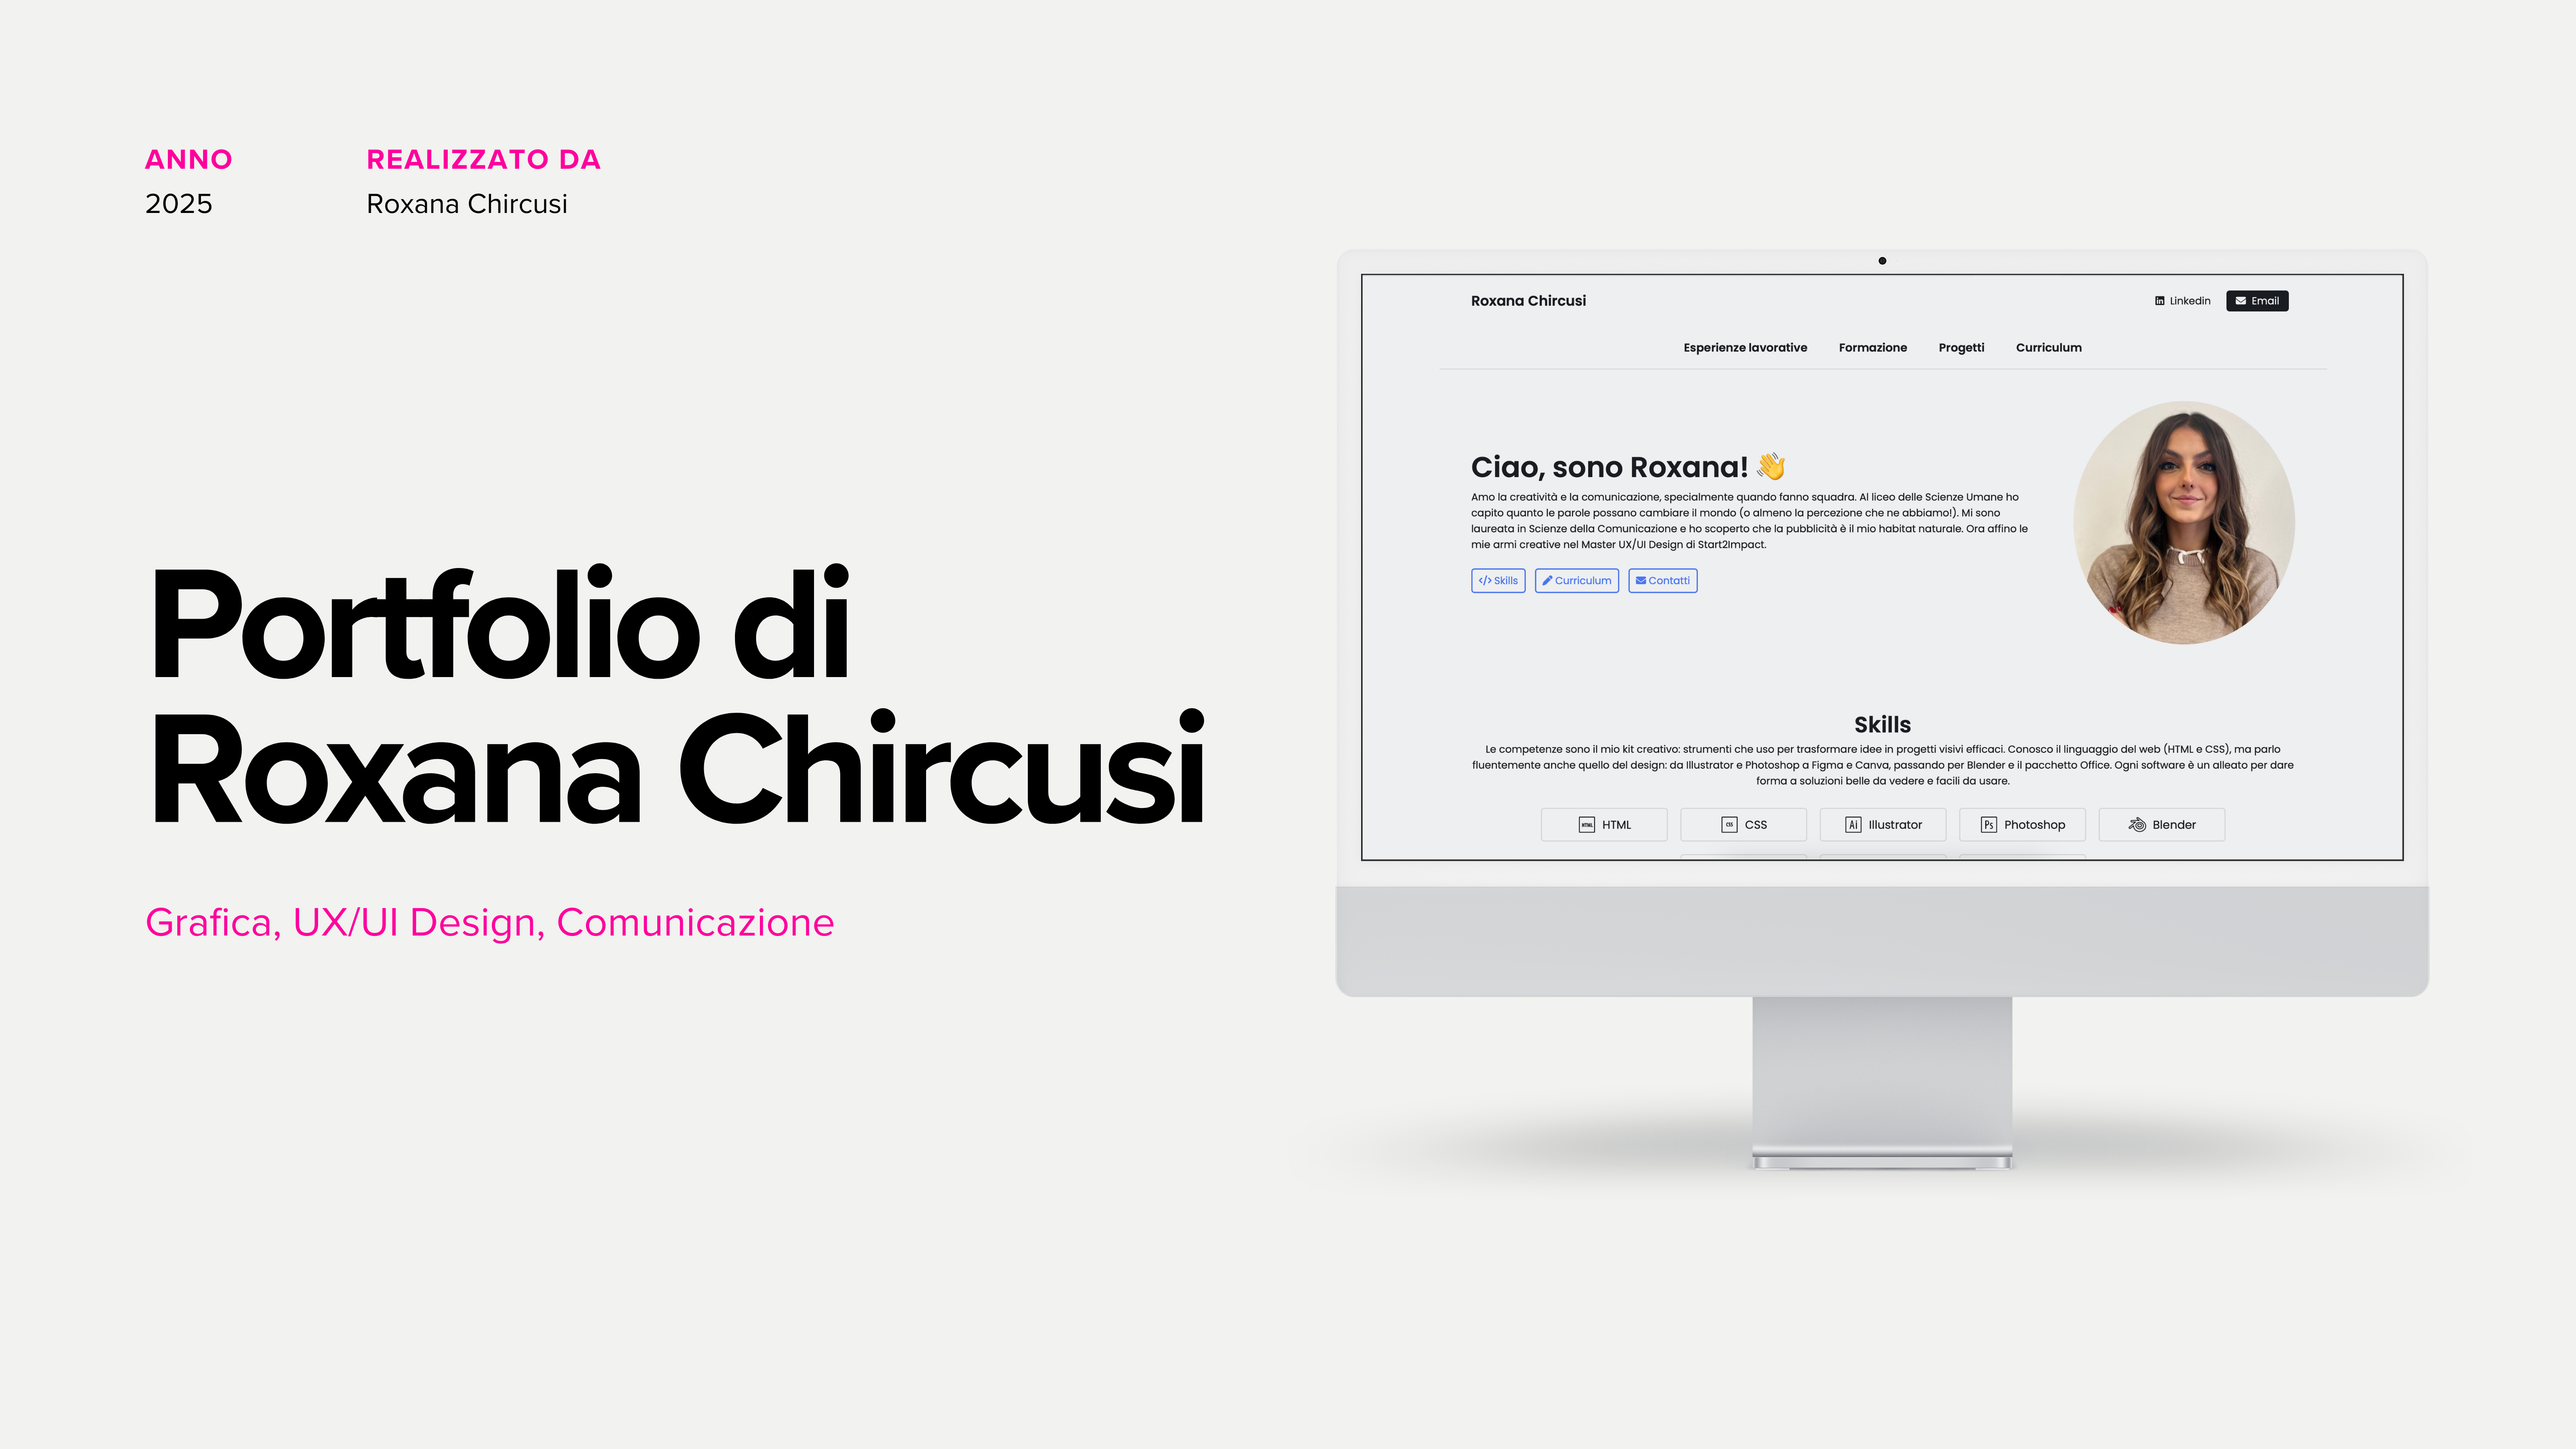 ANNO
2025
REALIZZATO DA
Roxana Chircusi
Portfolio di
Roxana Chircusi
Grafica, UX/UI Design, Comunicazione
Roxana Chircusi
Linkedin
Email
Esperienze lavorative Formazione Progetti Curriculum
Ciao, sono Roxana! 👋
Amo la creatività e la comunicazione, specialmente quando fanno squadra. Al liceo delle Scienze Umane ho
capito quanto le parole possano cambiare il mondo (o almeno la percezione che ne abbiamo!). Mi sono
laureata in Scienze della Comunicazione e ho scoperto che la pubblicità è il mio habitat naturale. Ora affino le
mie armi creative nel Master UX/UI Design di Start2Impact.
</> Skills
Curriculum
Contatti
Skills
Le competenze sono il mio kit creativo: strumenti che uso per trasformare idee in progetti visivi efficaci. Conosco il linguaggio del web (HTML e CSS), ma parlo
fluentemente anche quello del design: da Illustrator e Photoshop a Figma e Canva, passando per Blender e il pacchetto Office. Ogni software è un alleato per dare
forma a soluzioni belle da vedere e facili da usare.
HTML HTML
CSS CSS
Ai Illustrator
Ps Photoshop
Blender